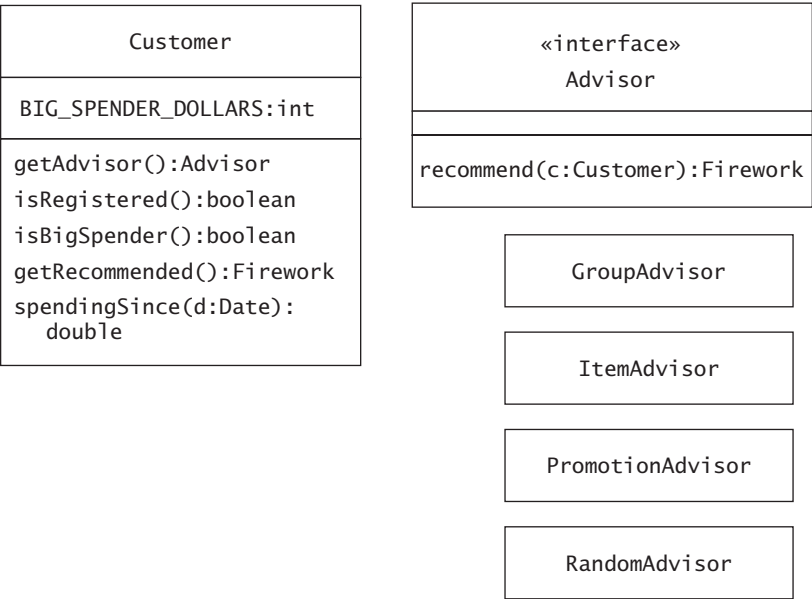 Customer
BIG_SPENDER_DOLLARS:int
getAdvisor():Advisor
isRegistered():boolean
isBigSpender():boolean
getRecommended():Firework
spendingSince(d:Date):
double
«interface»
Advisor
recommend(c:Customer):Firework
GroupAdvisor
ItemAdvisor
PromotionAdvisor
RandomAdvisor